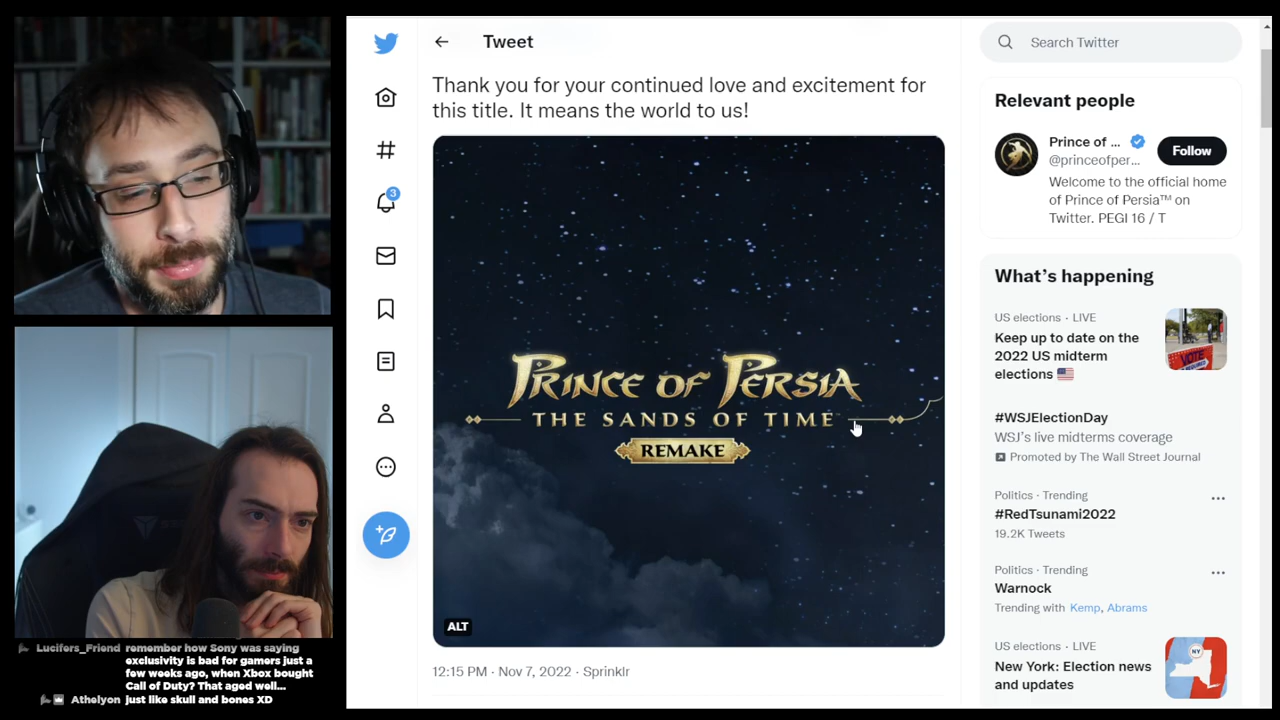 Tweet
Thank you for your continued love and excitement for
this title. It means the world to us!
PRINCE OF PERSIA
THE SANDS OF TIME
REMAKE
ALT
12:15 PM · Nov 7, 2022 · Sprinklr
3
Search Twitter
Relevant people
Prince of ...
@princeofper...
Follow
Welcome to the official home
of Prince of Persia™ on
Twitter. PEGI 16 / T
What's happening
US elections · LIVE
Keep up to date on the
2022 US midterm
elections 🇺🇸
VOTE
#WSJElectionDay
WSJ's live midterms coverage
Promoted by The Wall Street Journal
Politics · Trending
#RedTsunami2022
19.2K Tweets
Politics · Trending
Warnock
Trending with Kemp, Abrams
US elections · LIVE
New York: Election news
and updates
NY
Lucifers_Friend remember how Sony was saying
exclusivity is bad for gamers just a
few weeks ago, when Xbox bought
Call of Duty? That aged well...
Athelyon just like skull and bones XD